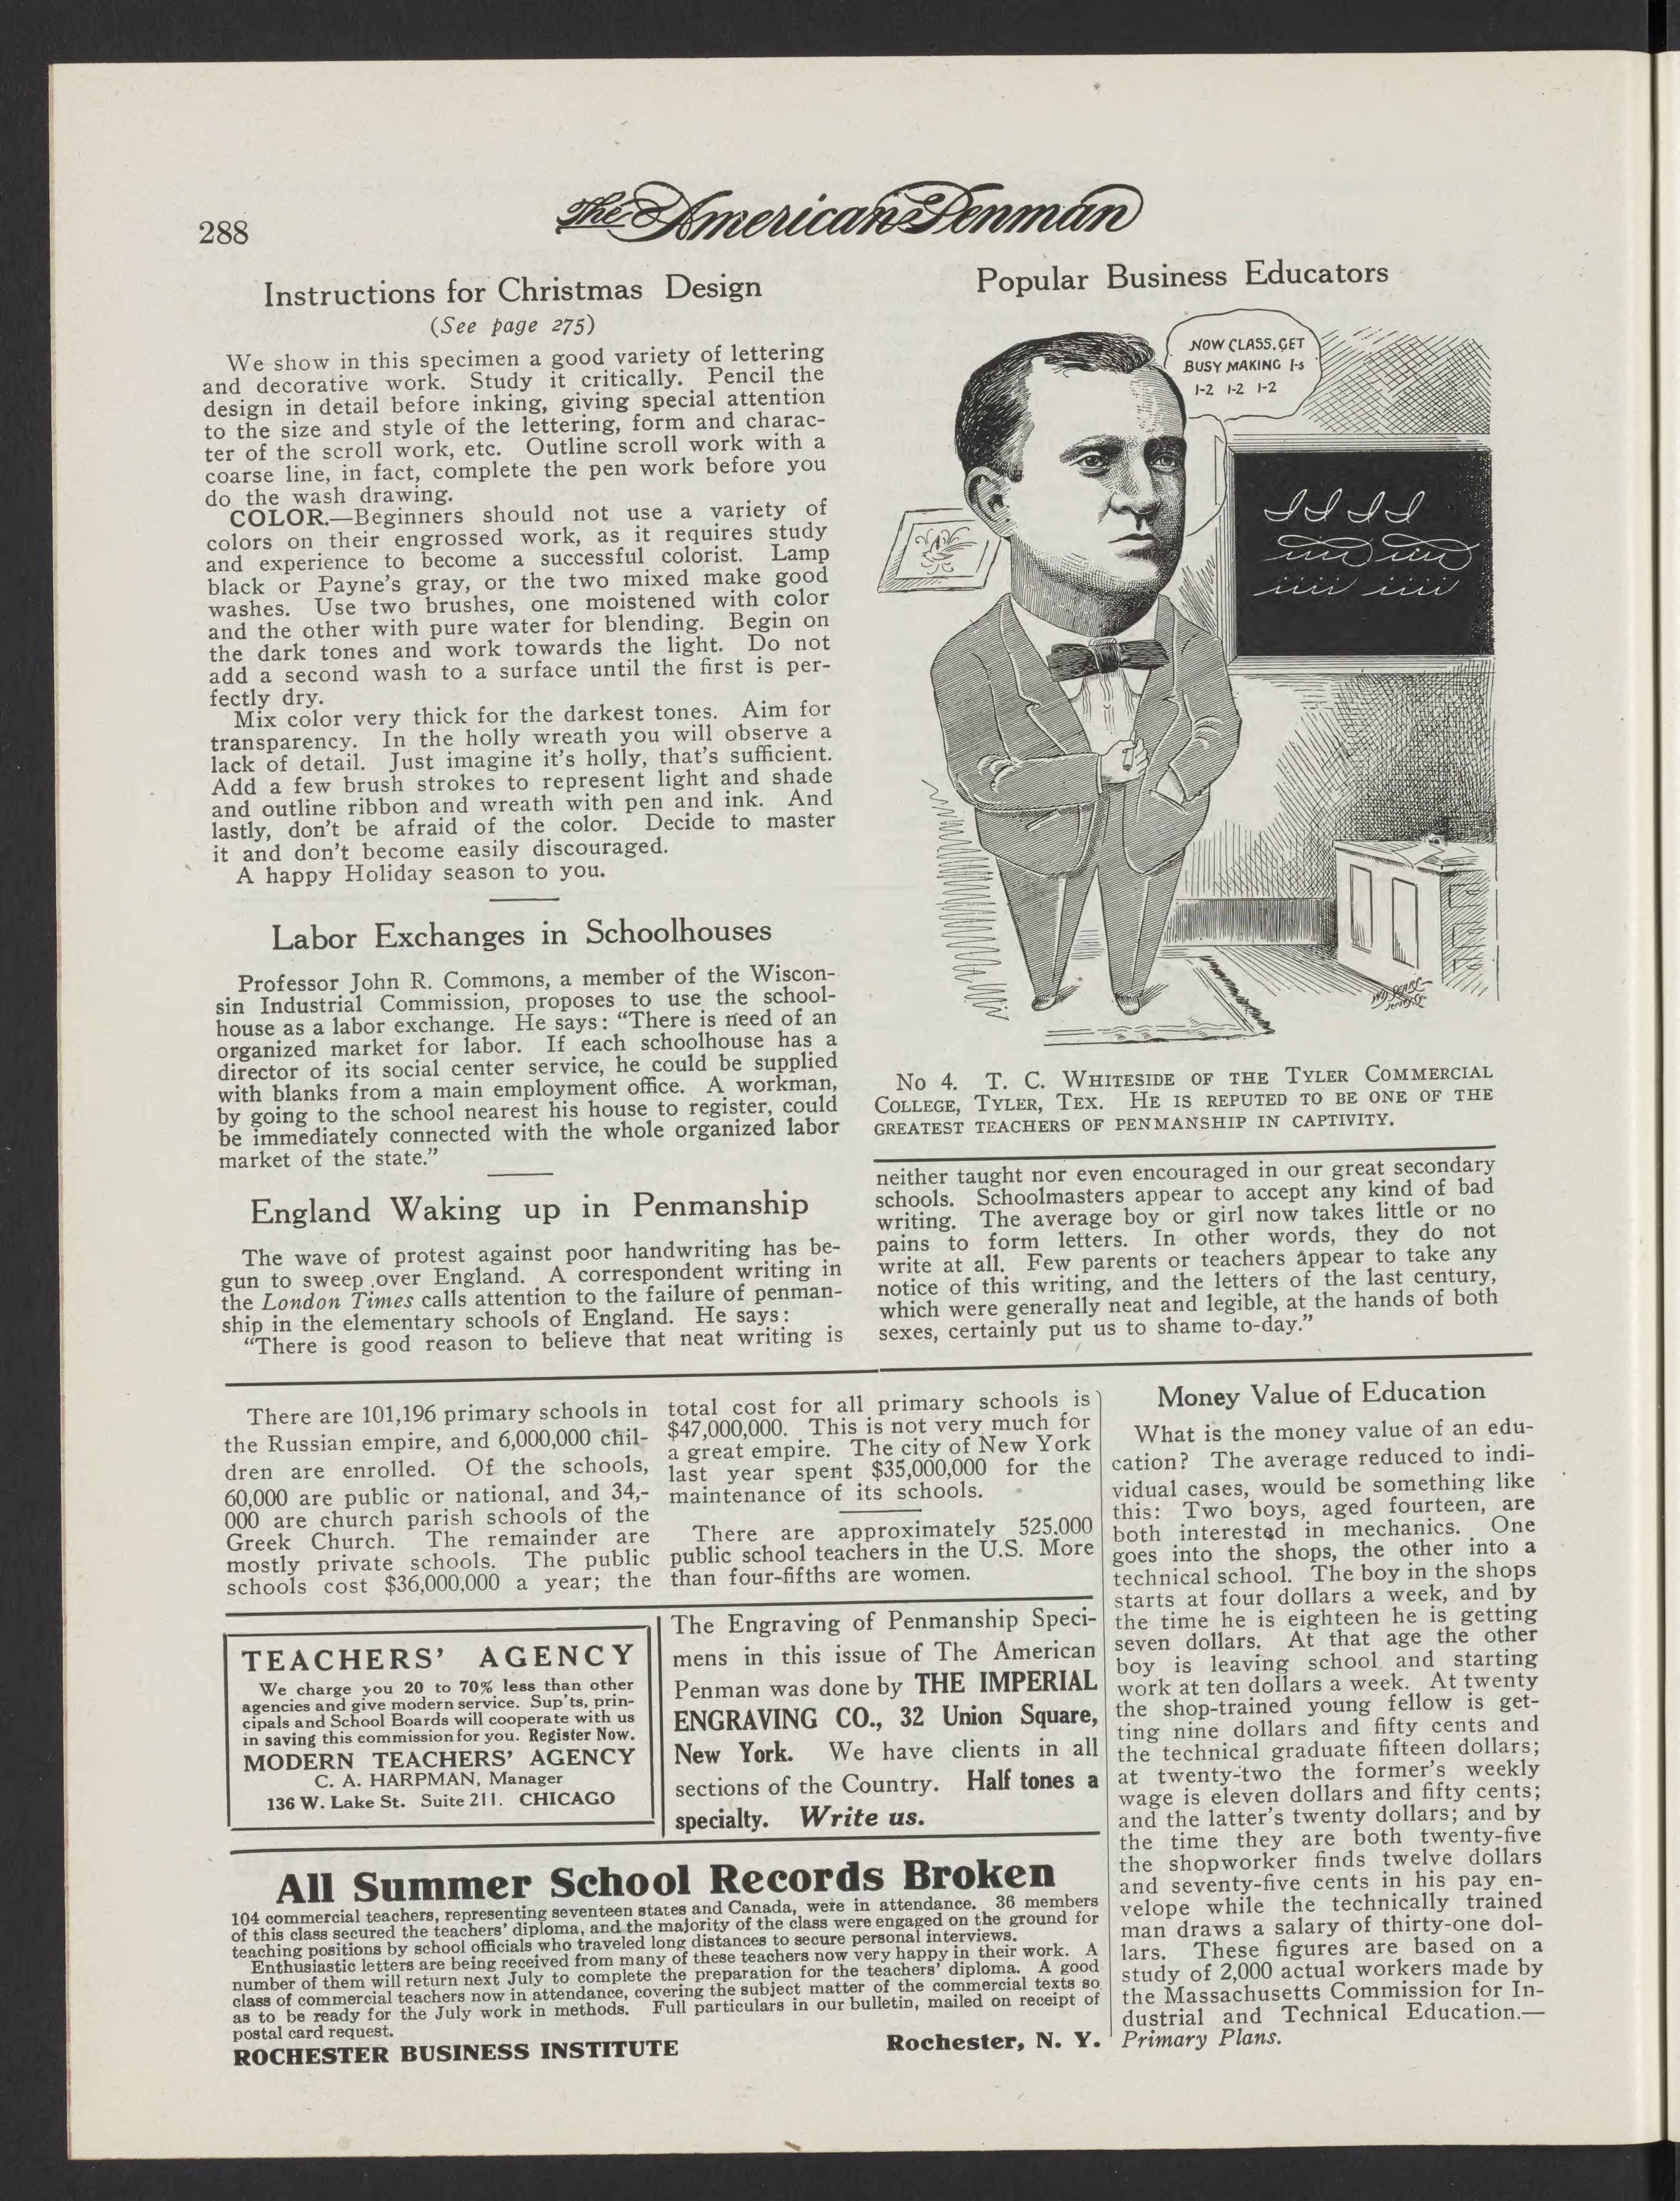 288
The American Penman
Instructions for Christmas Design
(See page 275)
We show in this specimen a good variety of lettering
and decorative work. Study it critically. Pencil the
design in detail before inking, giving special attention
to the size and style of the lettering, form and charac-
ter of the scroll work, etc. Outline scroll work with a
coarse line, in fact, complete the pen work before you
do the wash drawing.
COLOR.—Beginners should not use a variety of
colors on their engrossed work, as it requires study
and experience to become a successful colorist. Lamp
black or Payne's gray, or the two mixed make good
washes. Use two brushes, one moistened with color
and the other with pure water for blending. Begin on
the dark tones and work towards the light. Do not
add a second wash to a surface until the first is per-
fectly dry.
Mix color very thick for the darkest tones. Aim for
transparency. In the holly wreath you will observe a
lack of detail. Just imagine it's holly, that's sufficient.
Add a few brush strokes to represent light and shade
and outline ribbon and wreath with pen and ink. And
lastly, don't be afraid of the color. Decide to master
it and don't become easily discouraged.
A happy Holiday season to you.
Labor Exchanges in Schoolhouses
Professor John R. Commons, a member of the Wiscon-
sin Industrial Commission, proposes to use the school-
house as a labor exchange. He says: “There is need of an
organized market for labor. If each schoolhouse has a
director of its social center service, he could be supplied
with blanks from a main employment office. A workman,
by going to the school nearest his house to register, could
be immediately connected with the whole organized labor
market of the state.”
England Waking up in Penmanship
The wave of protest against poor handwriting has be-
gun to sweep over England. A correspondent writing in
the London Times calls attention to the failure of penman-
ship in the elementary schools of England. He says:
“There is good reason to believe that neat writing is
Popular Business Educators
NOW CLASS, GET
BUSY MAKING I-s
1-2 1-2 1-2
No 4. T. C. WHITESIDE OF THE TYLER COMMERCIAL
COLLEGE, TYLER, TEX. HE IS REPUTED TO BE ONE OF THE
GREATEST TEACHERS OF PENMANSHIP IN CAPTIVITY.
neither taught nor even encouraged in our great secondary
schools. Schoolmasters appear to accept any kind of bad
writing. The average boy or girl now takes little or no
pains to form letters. In other words, they do not
write at all. Few parents or teachers appear to take any
notice of this writing, and the letters of the last century,
which were generally neat and legible, at the hands of both
sexes, certainly put us to shame to-day.”
There are 101,196 primary schools in
the Russian empire, and 6,000,000 chil-
dren are enrolled. Of the schools,
60,000 are public or national, and 34,-
000 are church parish schools of the
Greek Church. The remainder are
mostly private schools. The public
schools cost $36,000,000 a year; the
total cost for all primary schools is
$47,000,000. This is not very much for
a great empire. The city of New York
last year spent $35,000,000 for the
maintenance of its schools.
There are approximately 525,000
public school teachers in the U.S. More
than four-fifths are women.
TEACHERS' AGENCY
We charge you 20 to 70% less than other
agencies and give modern service. Sup'ts, prin-
cipals and School Boards will cooperate with us
in saving this commission for you. Register Now.
MODERN TEACHERS' AGENCY
C. A. HARPMAN, Manager
136 W. Lake St. Suite 211. CHICAGO
The Engraving of Penmanship Speci-
mens in this issue of The American
Penman was done by THE IMPERIAL
ENGRAVING CO., 32 Union Square,
New York. We have clients in all
sections of the Country. Half tones a
specialty. Write us.
All Summer School Records Broken
104 commercial teachers, representing seventeen states and Canada, were in attendance. 36 members
of this class secured the teachers' diploma, and the majority of the class were engaged on the ground for
teaching positions by school officials who traveled long distances to secure personal interviews.
Enthusiastic letters are being received from many of these teachers now very happy in their work. A
number of them will return next July to complete the preparation for the teachers' diploma. A good
class of commercial teachers now in attendance, covering the subject matter of the commercial texts so
as to be ready for the July work in methods. Full particulars in our bulletin, mailed on receipt of
postal card request.
ROCHESTER BUSINESS INSTITUTE Rochester, N. Y.
Money Value of Education
What is the money value of an edu-
cation? The average reduced to indi-
vidual cases, would be something like
this: Two boys, aged fourteen, are
both interested in mechanics. One
goes into the shops, the other into a
technical school. The boy in the shops
starts at four dollars a week, and by
the time he is eighteen he is getting
seven dollars. At that age the other
boy is leaving school and starting
work at ten dollars a week. At twenty
the shop-trained young fellow is get-
ting nine dollars and fifty cents and
the technical graduate fifteen dollars;
at twenty-two the former's weekly
wage is eleven dollars and fifty cents;
and the latter's twenty dollars; and by
the time they are both twenty-five
the shopworker finds twelve dollars
and seventy-five cents in his pay en-
velope while the technically trained
man draws a salary of thirty-one dol-
lars. These figures are based on a
study of 2,000 actual workers made by
the Massachusetts Commission for In-
dustrial and Technical Education.—
Primary Plans.